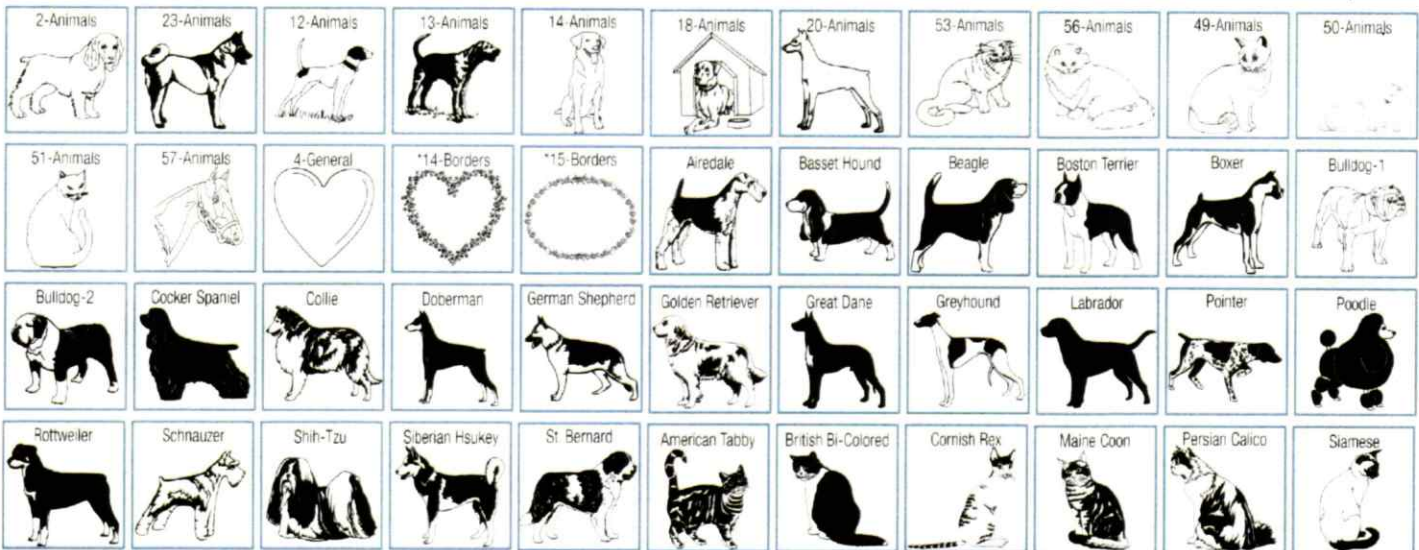 2-Animals 23-Animals 12-Animals 13-Animals 14-Animals 18-Animals 20-Animals 53-Animals 56-Animals 49-Animals 50-Animals
51-Animals 57-Animals 4-General *14-Borders *15-Borders Airedale Basset Hound Beagle Boston Terrier Boxer Bulldog-1
Bulldog-2 Cocker Spaniel Collie Doberman German Shepherd Golden Retriever Great Dane Greyhound Labrador Pointer Poodle
Rottweiler Schnauzer Shih-Tzu Siberian Hsukey St. Bernard American Tabby British Bi-Colored Cornish Rex Maine Coon Persian Calico Siamese